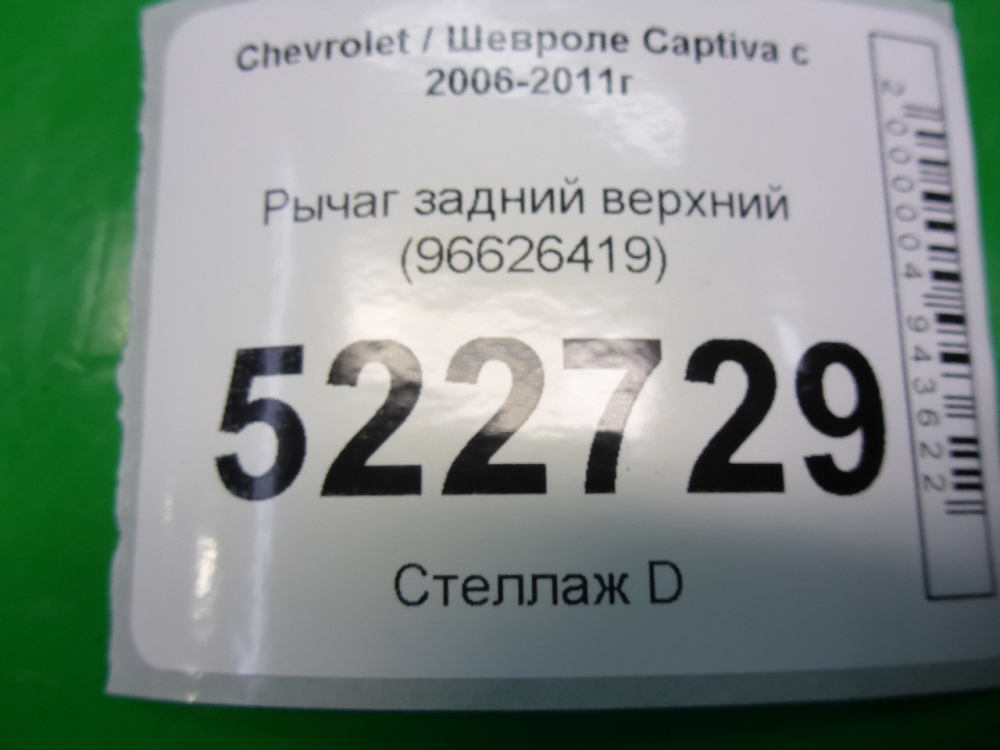 Chevrolet / Шевроле Captiva с
2006-2011г
Рычаг задний верхний
(96626419)
522729
Стеллаж D
2000004943622